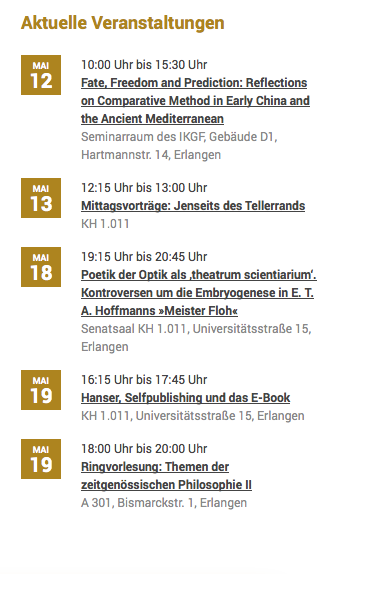 Aktuelle Veranstaltungen
MAI
12
10:00 Uhr bis 15:30 Uhr
Fate, Freedom and Prediction: Reflections
on Comparative Method in Early China and
the Ancient Mediterranean
Seminarraum des IKGF, Gebäude D1,
Hartmannstr. 14, Erlangen
MAI
13
12:15 Uhr bis 13:00 Uhr
Mittagsvorträge: Jenseits des Tellerrands
KH 1.011
MAI
18
19:15 Uhr bis 20:45 Uhr
Poetik der Optik als ‚theatrum scientiarium‘.
Kontroversen um die Embryogenese in E. T.
A. Hoffmanns »Meister Floh«
Senatsaal KH 1.011, Universitätsstraße 15,
Erlangen
MAI
19
16:15 Uhr bis 17:45 Uhr
Hanser, Selfpublishing und das E-Book
KH 1.011, Universitätsstraße 15, Erlangen
MAI
19
18:00 Uhr bis 20:00 Uhr
Ringvorlesung: Themen der
zeitgenössischen Philosophie II
A 301, Bismarckstr. 1, Erlangen